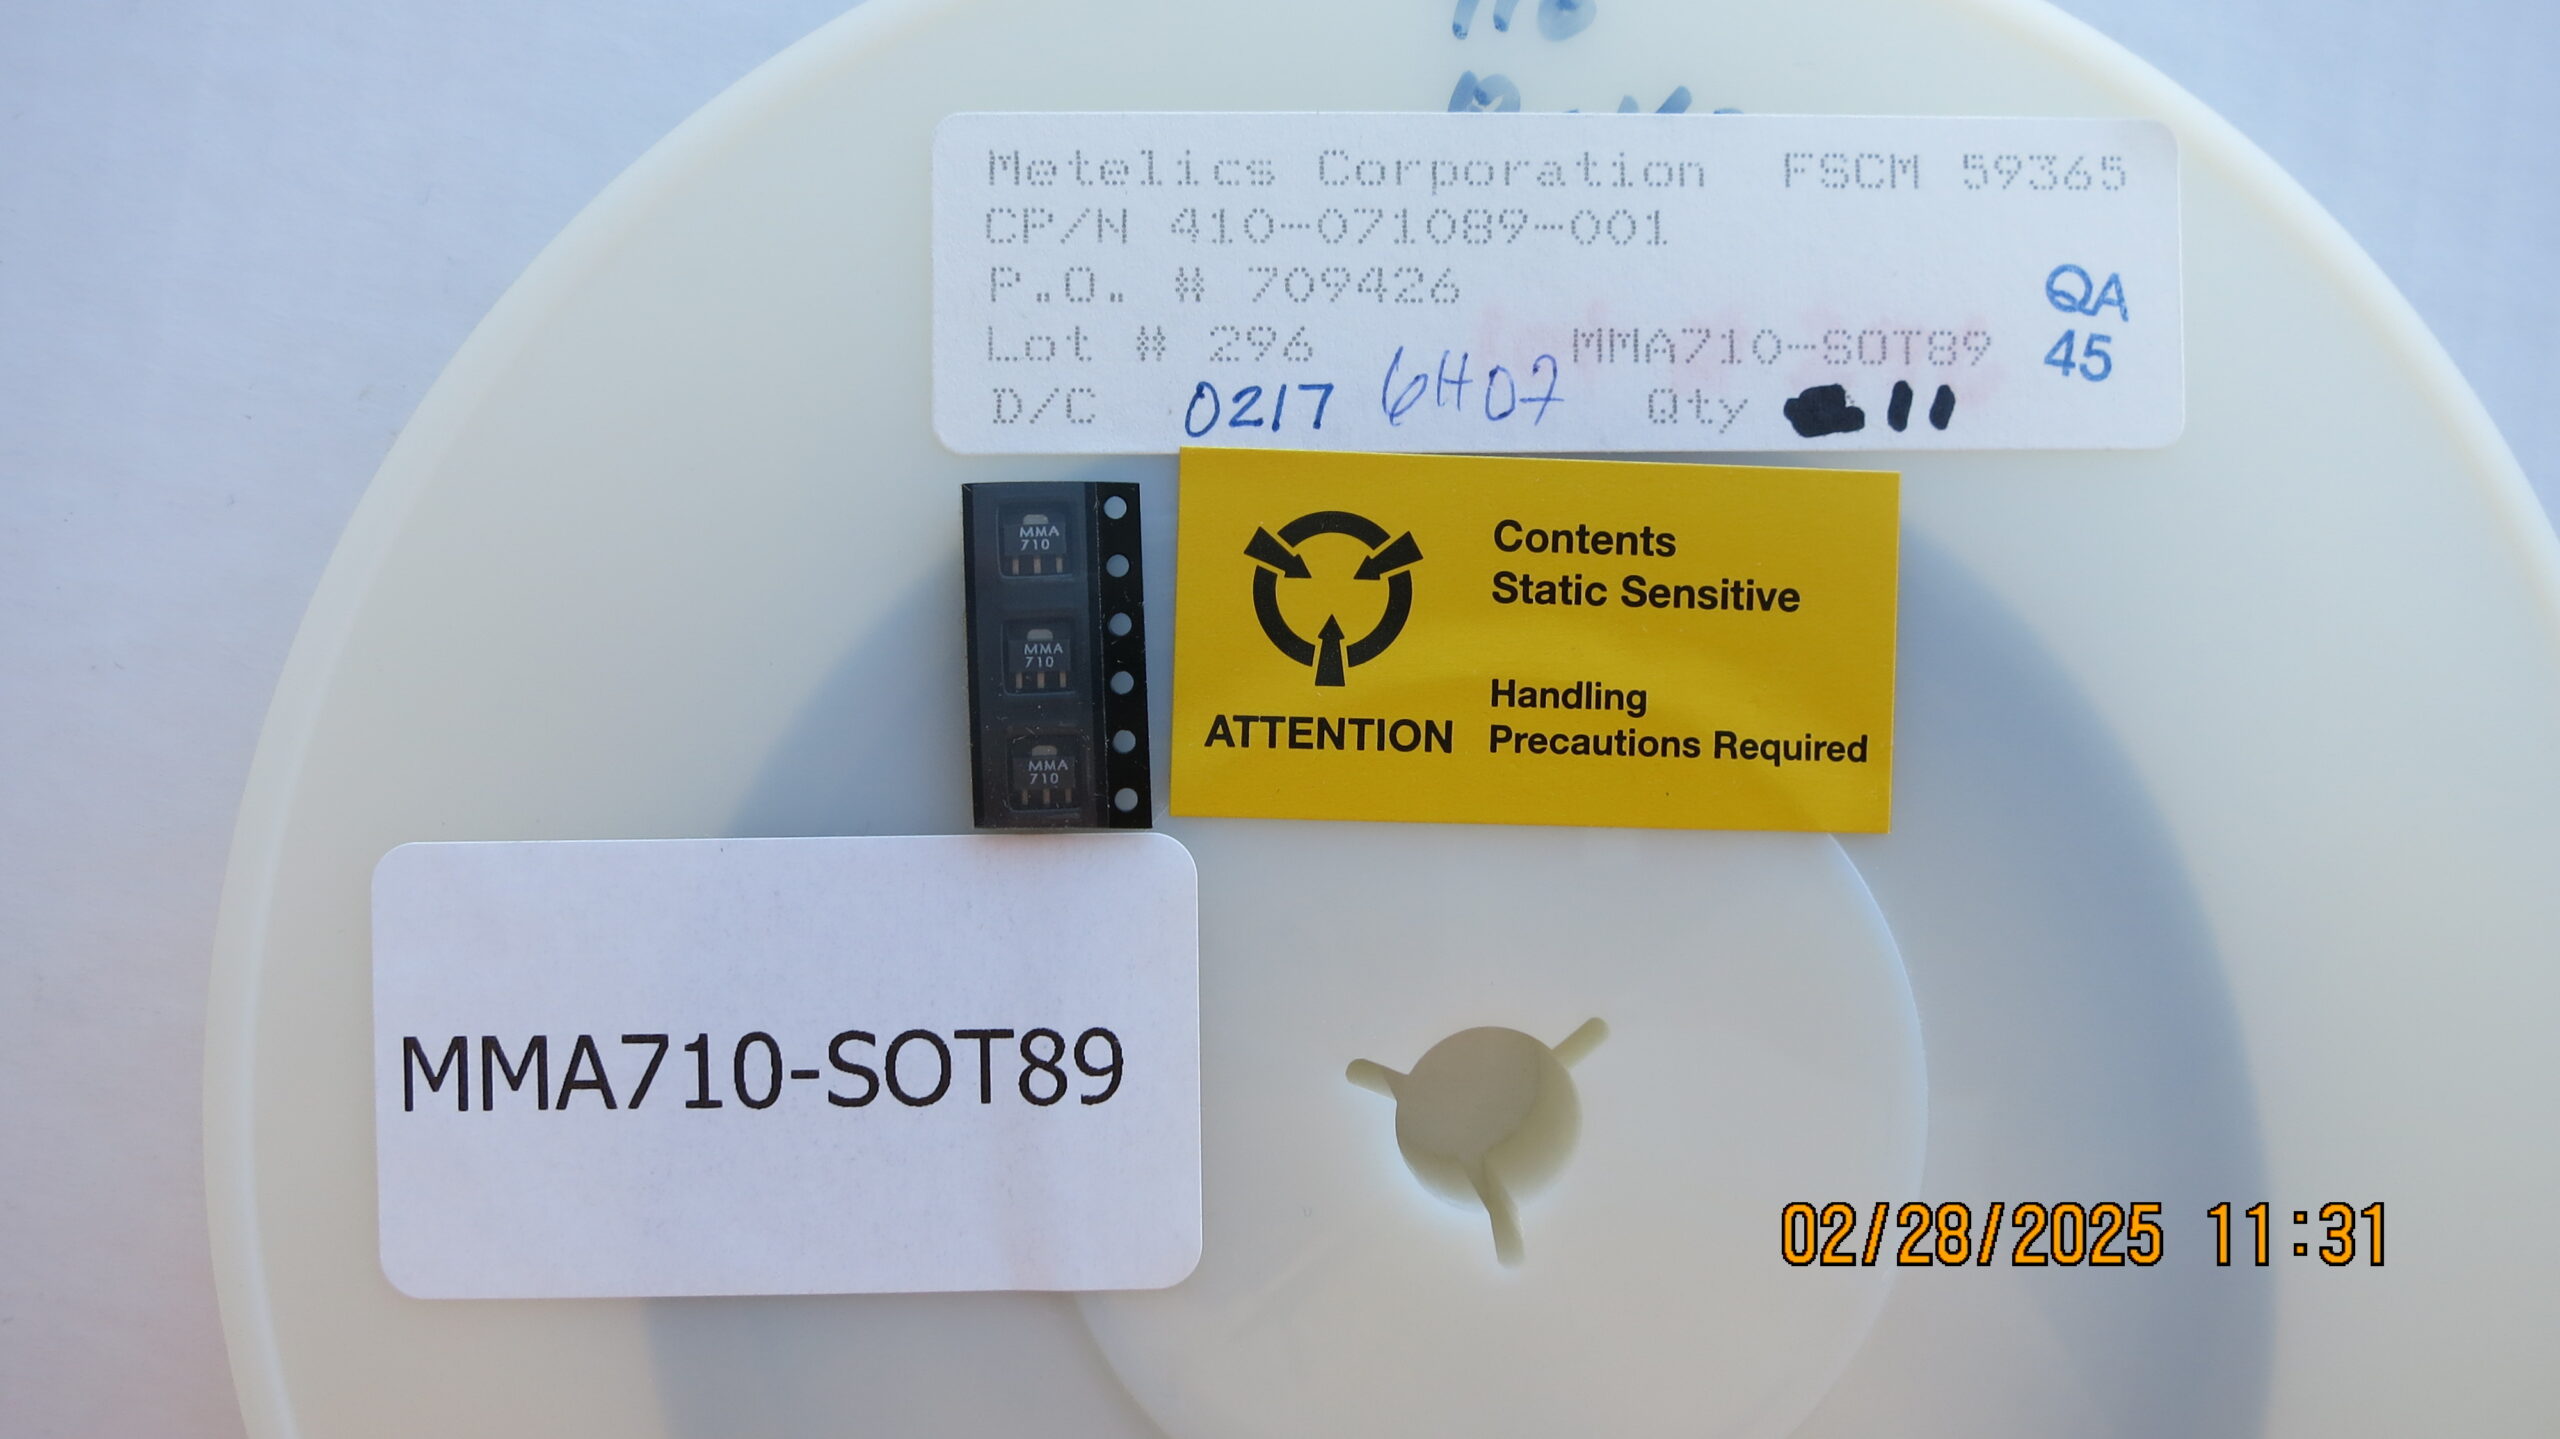 Metelics Corporation FSCM 59365
CP/N 410-071089-001
P.O. # 709426
Lot # 296 MMA710-SOT89
D/C 0217 6H07 Qty 11
QA
45
MMA
710
MMA
710
MMA
710
Contents
Static Sensitive
Handling
Precautions Required
ATTENTION
MMA710-SOT89
02/28/2025 11:31